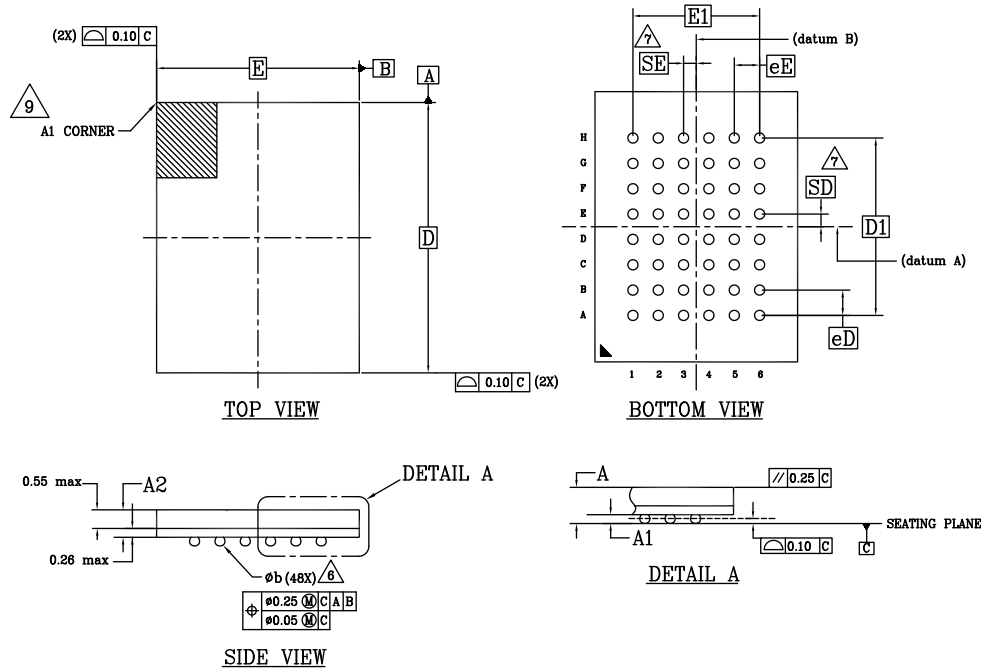 (2X) ⌓ 0.10 C
E
B
A
9
A1 CORNER
D
⌓ 0.10 C (2X)
TOP VIEW
E1
7
(datum B)
SE
eE
H
G
F
E
D
C
B
A
7
SD
D1
(datum A)
eD
1 2 3 4 5 6
BOTTOM VIEW
0.55 max
A2
DETAIL A
0.26 max
øb (48X) 6
⌖ ø0.25 Ⓜ C A B
ø0.05 Ⓜ C
SIDE VIEW
A
// 0.25 C
SEATING PLANE
A1
⌓ 0.10 C
C
DETAIL A